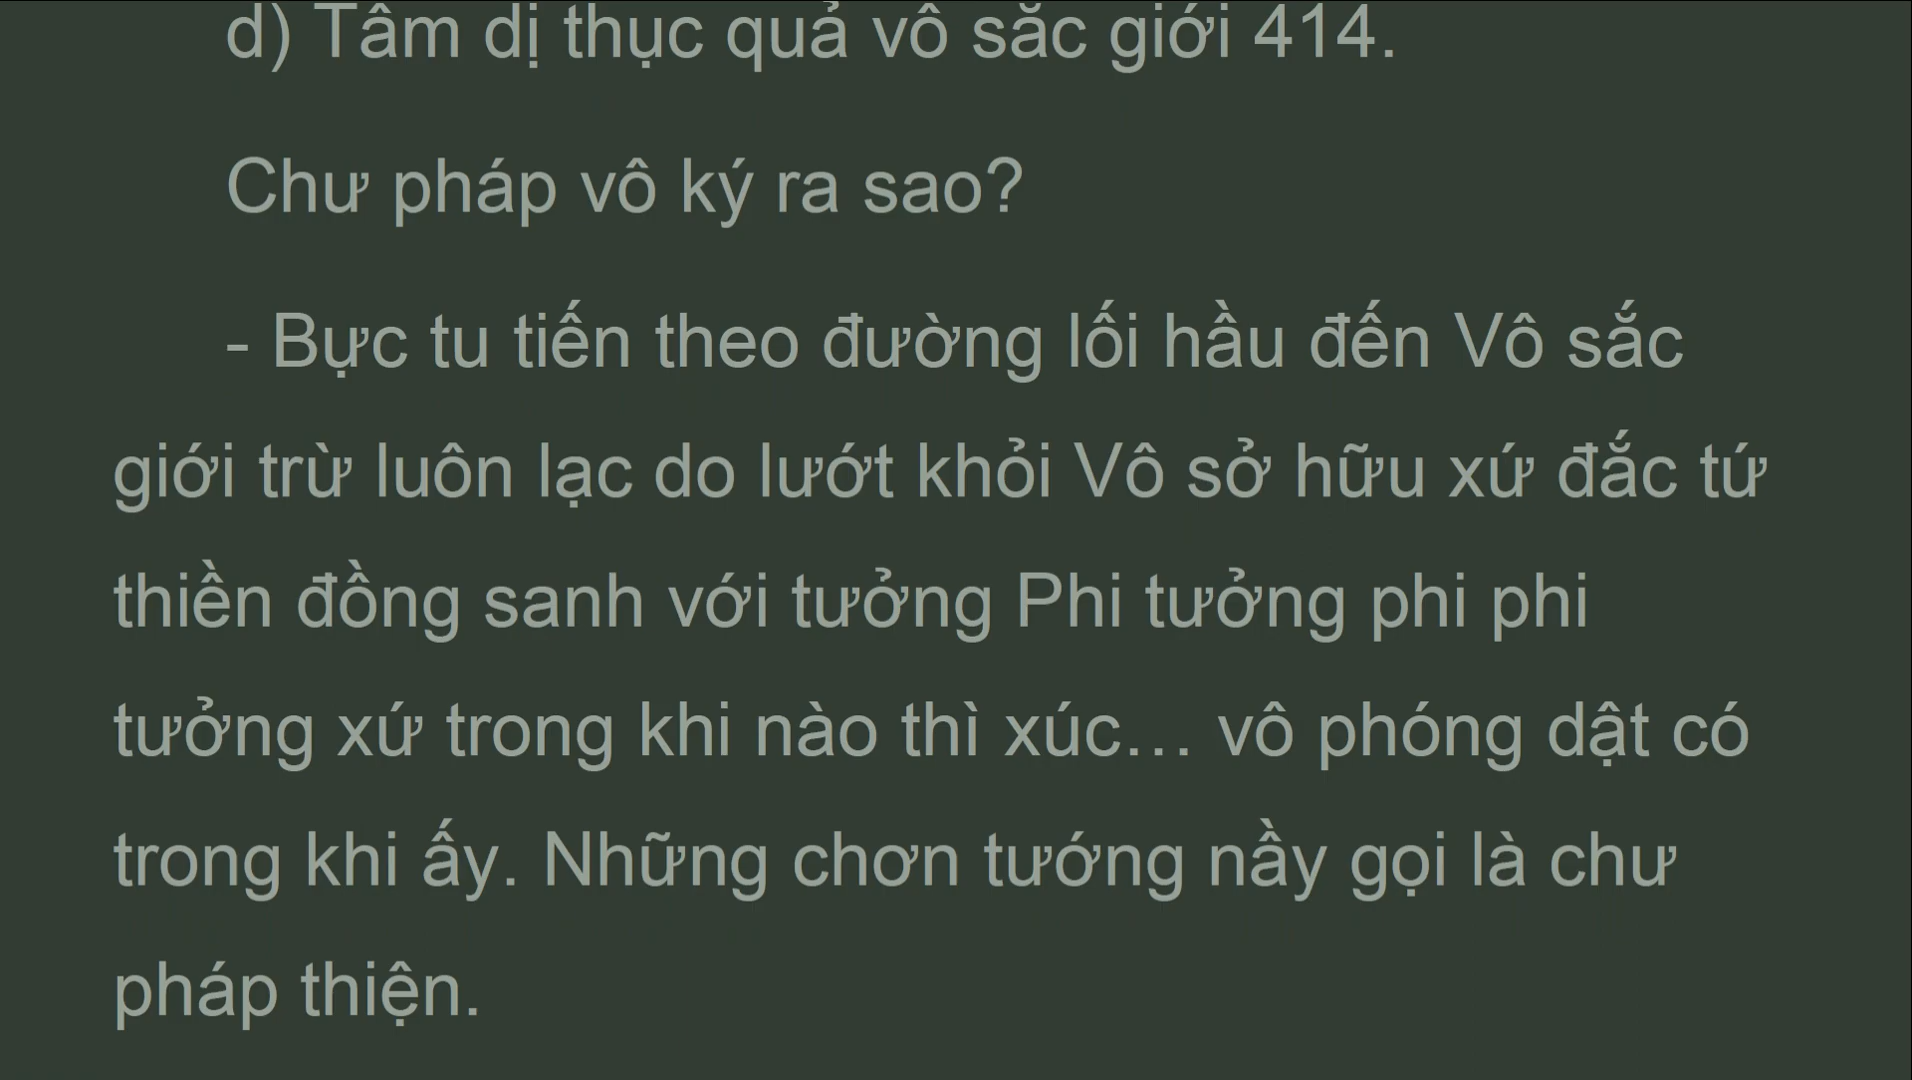 d) Tâm dị thục quả vô sắc giới 414.
Chư pháp vô ký ra sao?
- Bực tu tiến theo đường lối hầu đến Vô sắc
giới trừ luôn lạc do lướt khỏi Vô sở hữu xứ đắc tứ
thiền đồng sanh với tưởng Phi tưởng phi phi
tưởng xứ trong khi nào thì xúc… vô phóng dật có
trong khi ấy. Những chơn tướng nầy gọi là chư
pháp thiện.